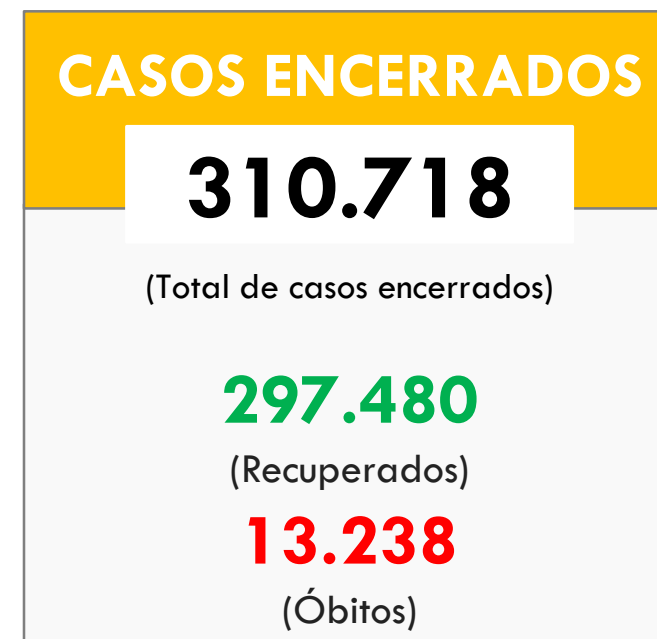 CASOS ENCERRADOS
310.718
(Total de casos encerrados)
297.480
(Recuperados)
13.238
(Óbitos)